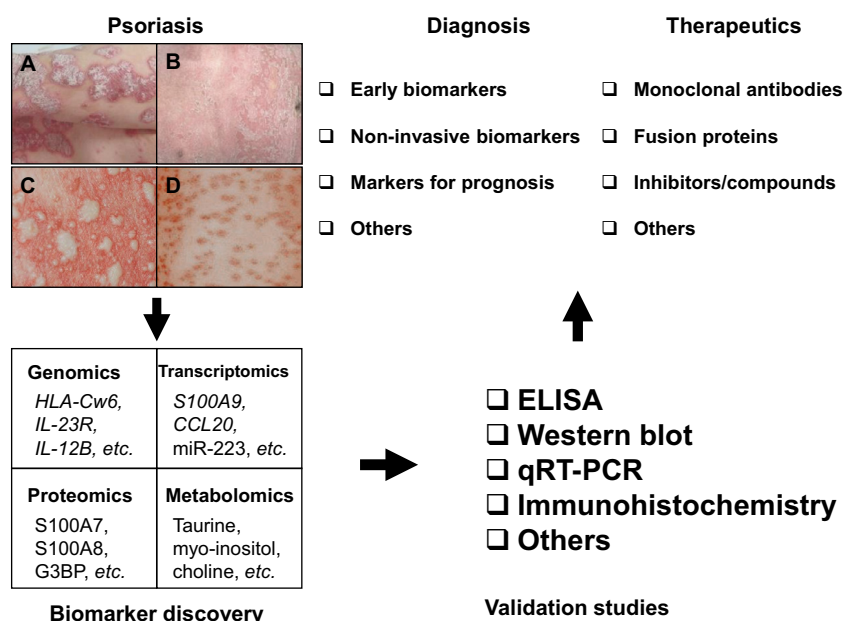 Psoriasis
A
B
C
D
Diagnosis
❑ Early biomarkers
❑ Non-invasive biomarkers
❑ Markers for prognosis
❑ Others
Therapeutics
❑ Monoclonal antibodies
❑ Fusion proteins
❑ Inhibitors/compounds
❑ Others
Genomics
HLA-Cw6,
IL-23R,
IL-12B, etc.
Transcriptomics
S100A9,
CCL20,
miR-223, etc.
Proteomics
S100A7,
S100A8,
G3BP, etc.
Metabolomics
Taurine,
myo-inositol,
choline, etc.
Biomarker discovery
❑ ELISA
❑ Western blot
❑ qRT-PCR
❑ Immunohistochemistry
❑ Others
Validation studies